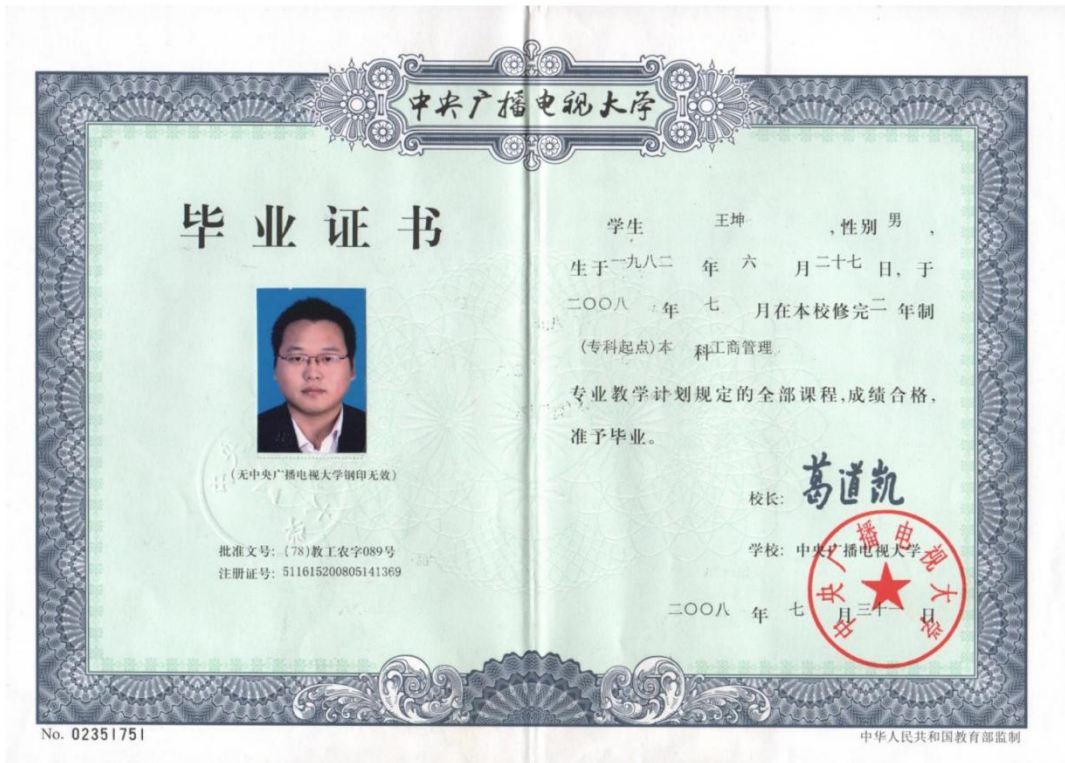 中央广播电视大学
毕业证书
(无中央广播电视大学钢印无效)
批准文号: (78)教工农字089号
注册证号: 511615200805141369
学生 王坤 , 性别 男 ,
生于一九八二 年 六 月二十七 日, 于
二〇〇八 年 七 月在本校修完二 年制
(专科起点)本 科工商管理
专业教学计划规定的全部课程,成绩合格,
准予毕业。
校长: 葛道凯
学校: 中央广播电视大学
中央广播电视大学
二〇〇八 年 七 月三十一 日
No. 02351751
中华人民共和国教育部监制